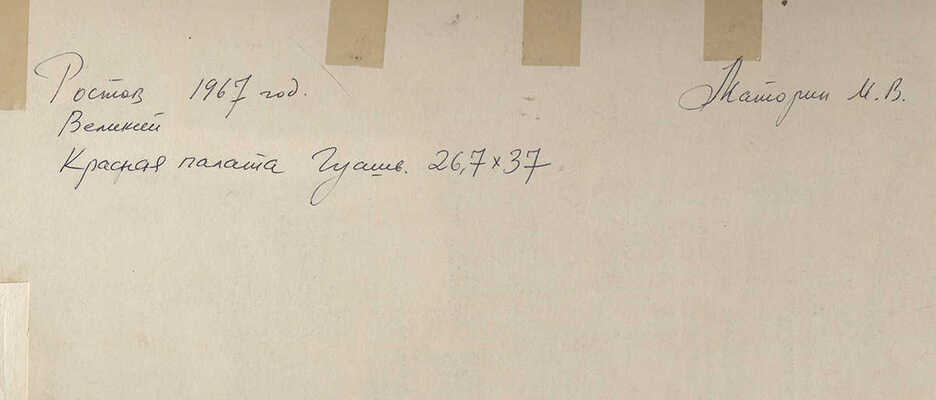 Ростов 1967 год. Маторин М. В.
Великий
Красная палата Гуашь. 26,7×37